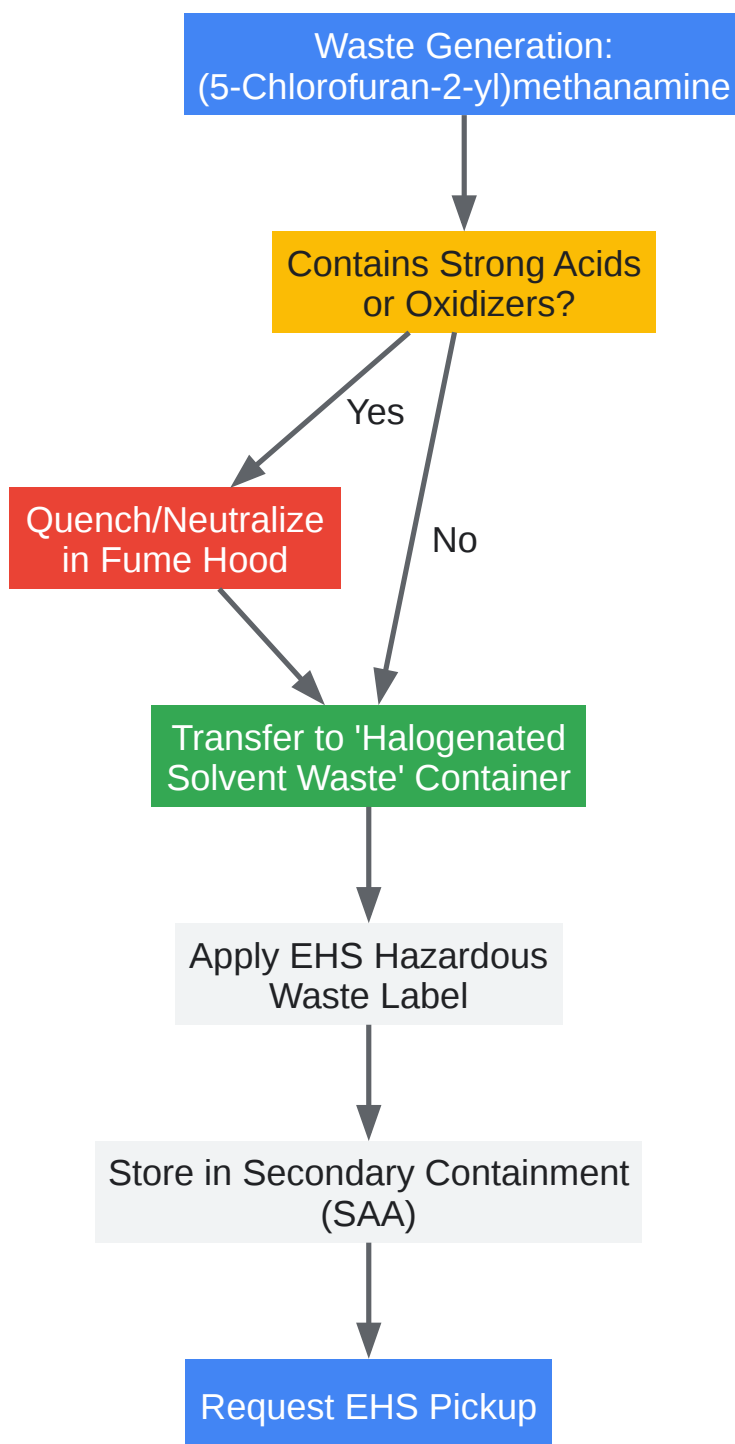 Waste Generation:
(5-Chlorofuran-2-yl)methanamine
Contains Strong Acids
or Oxidizers?
Yes
Quench/Neutralize
in Fume Hood
No
Transfer to 'Halogenated
Solvent Waste' Container
Apply EHS Hazardous
Waste Label
Store in Secondary Containment
(SAA)
Request EHS Pickup